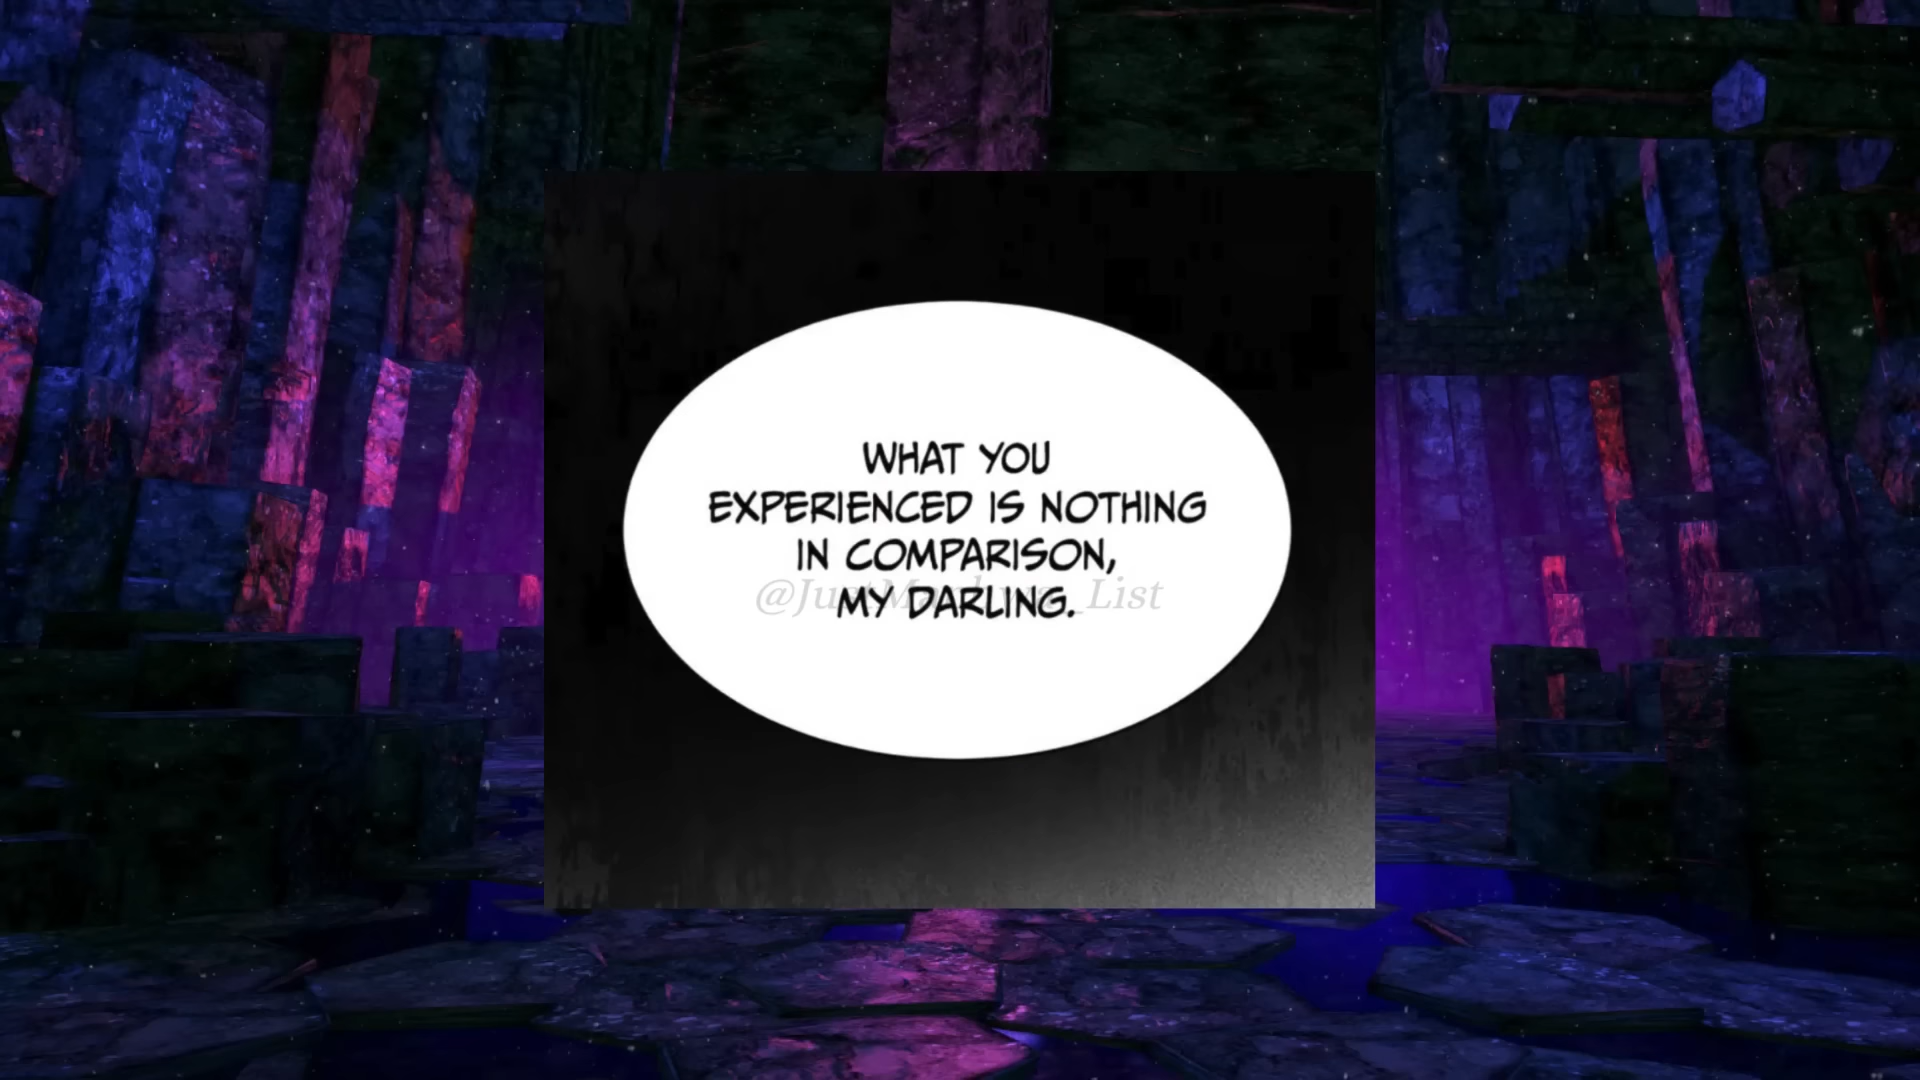 WHAT YOU
EXPERIENCED IS NOTHING
IN COMPARISON,
MY DARLING.